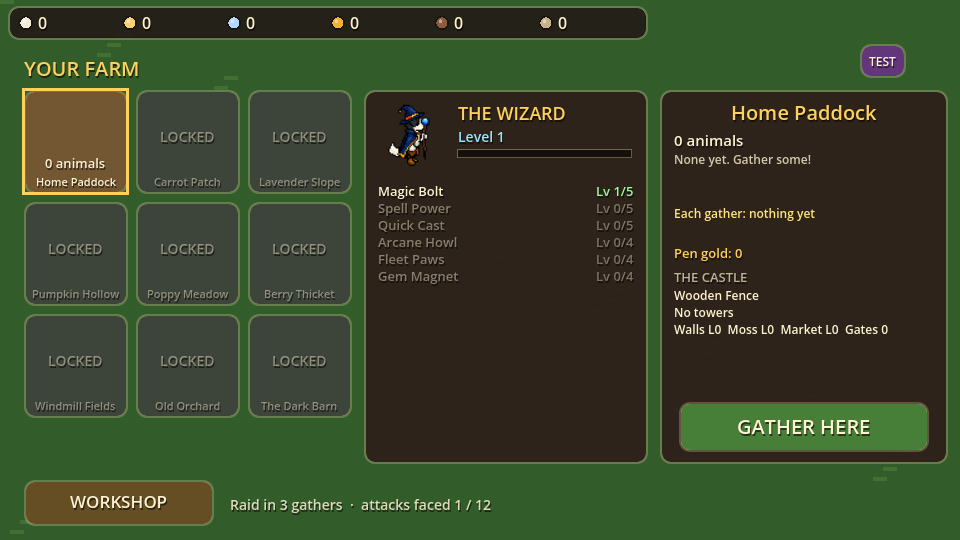 0 0 0 0 0 0
YOUR FARM
TEST
0 animals
Home Paddock
LOCKED
Carrot Patch
LOCKED
Lavender Slope
LOCKED
Pumpkin Hollow
LOCKED
Poppy Meadow
LOCKED
Berry Thicket
LOCKED
Windmill Fields
LOCKED
Old Orchard
LOCKED
The Dark Barn
THE WIZARD
Level 1
Magic Bolt Lv 1/5
Spell Power Lv 0/5
Quick Cast Lv 0/5
Arcane Howl Lv 0/4
Fleet Paws Lv 0/4
Gem Magnet Lv 0/4
Home Paddock
0 animals
None yet. Gather some!
Each gather: nothing yet
Pen gold: 0
THE CASTLE
Wooden Fence
No towers
Walls L0 Moss L0 Market L0 Gates 0
GATHER HERE
WORKSHOP
Raid in 3 gathers · attacks faced 1 / 12